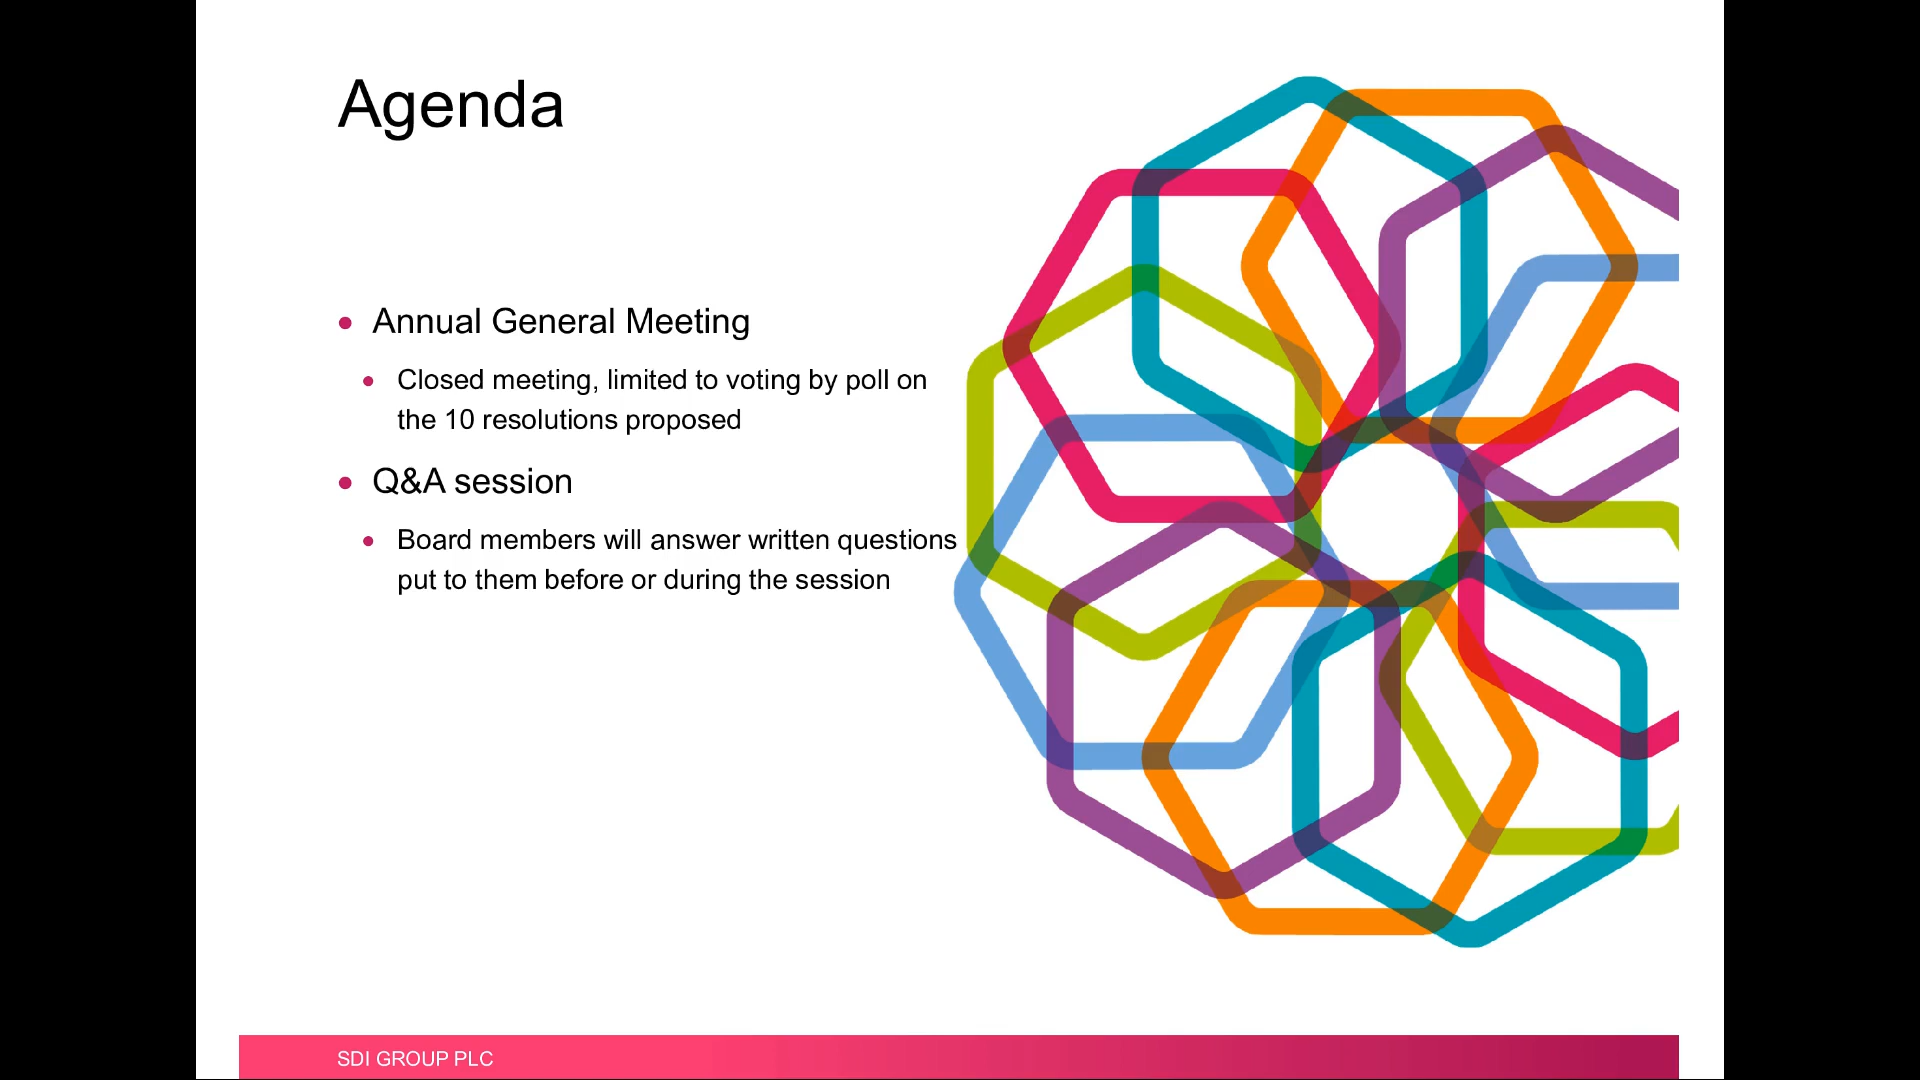 Agenda
• Annual General Meeting
• Closed meeting, limited to voting by poll on
the 10 resolutions proposed
• Q&A session
• Board members will answer written questions
put to them before or during the session
SDI GROUP PLC